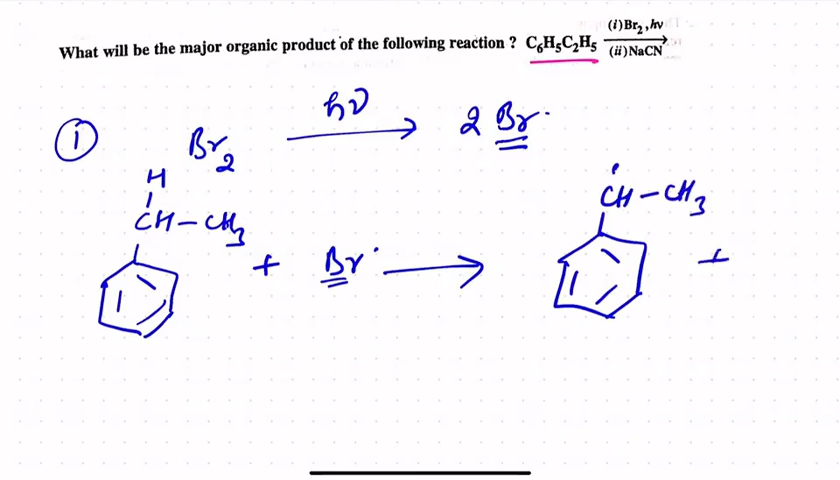 What will be the major organic product of the following reaction ? C₆H₅C₂H₅ (i)Br₂, hν (ii)NaCN
hν
① Br₂ → 2 Br·
H
CH–CH₃ ĊH–CH₃
+ Br· → +